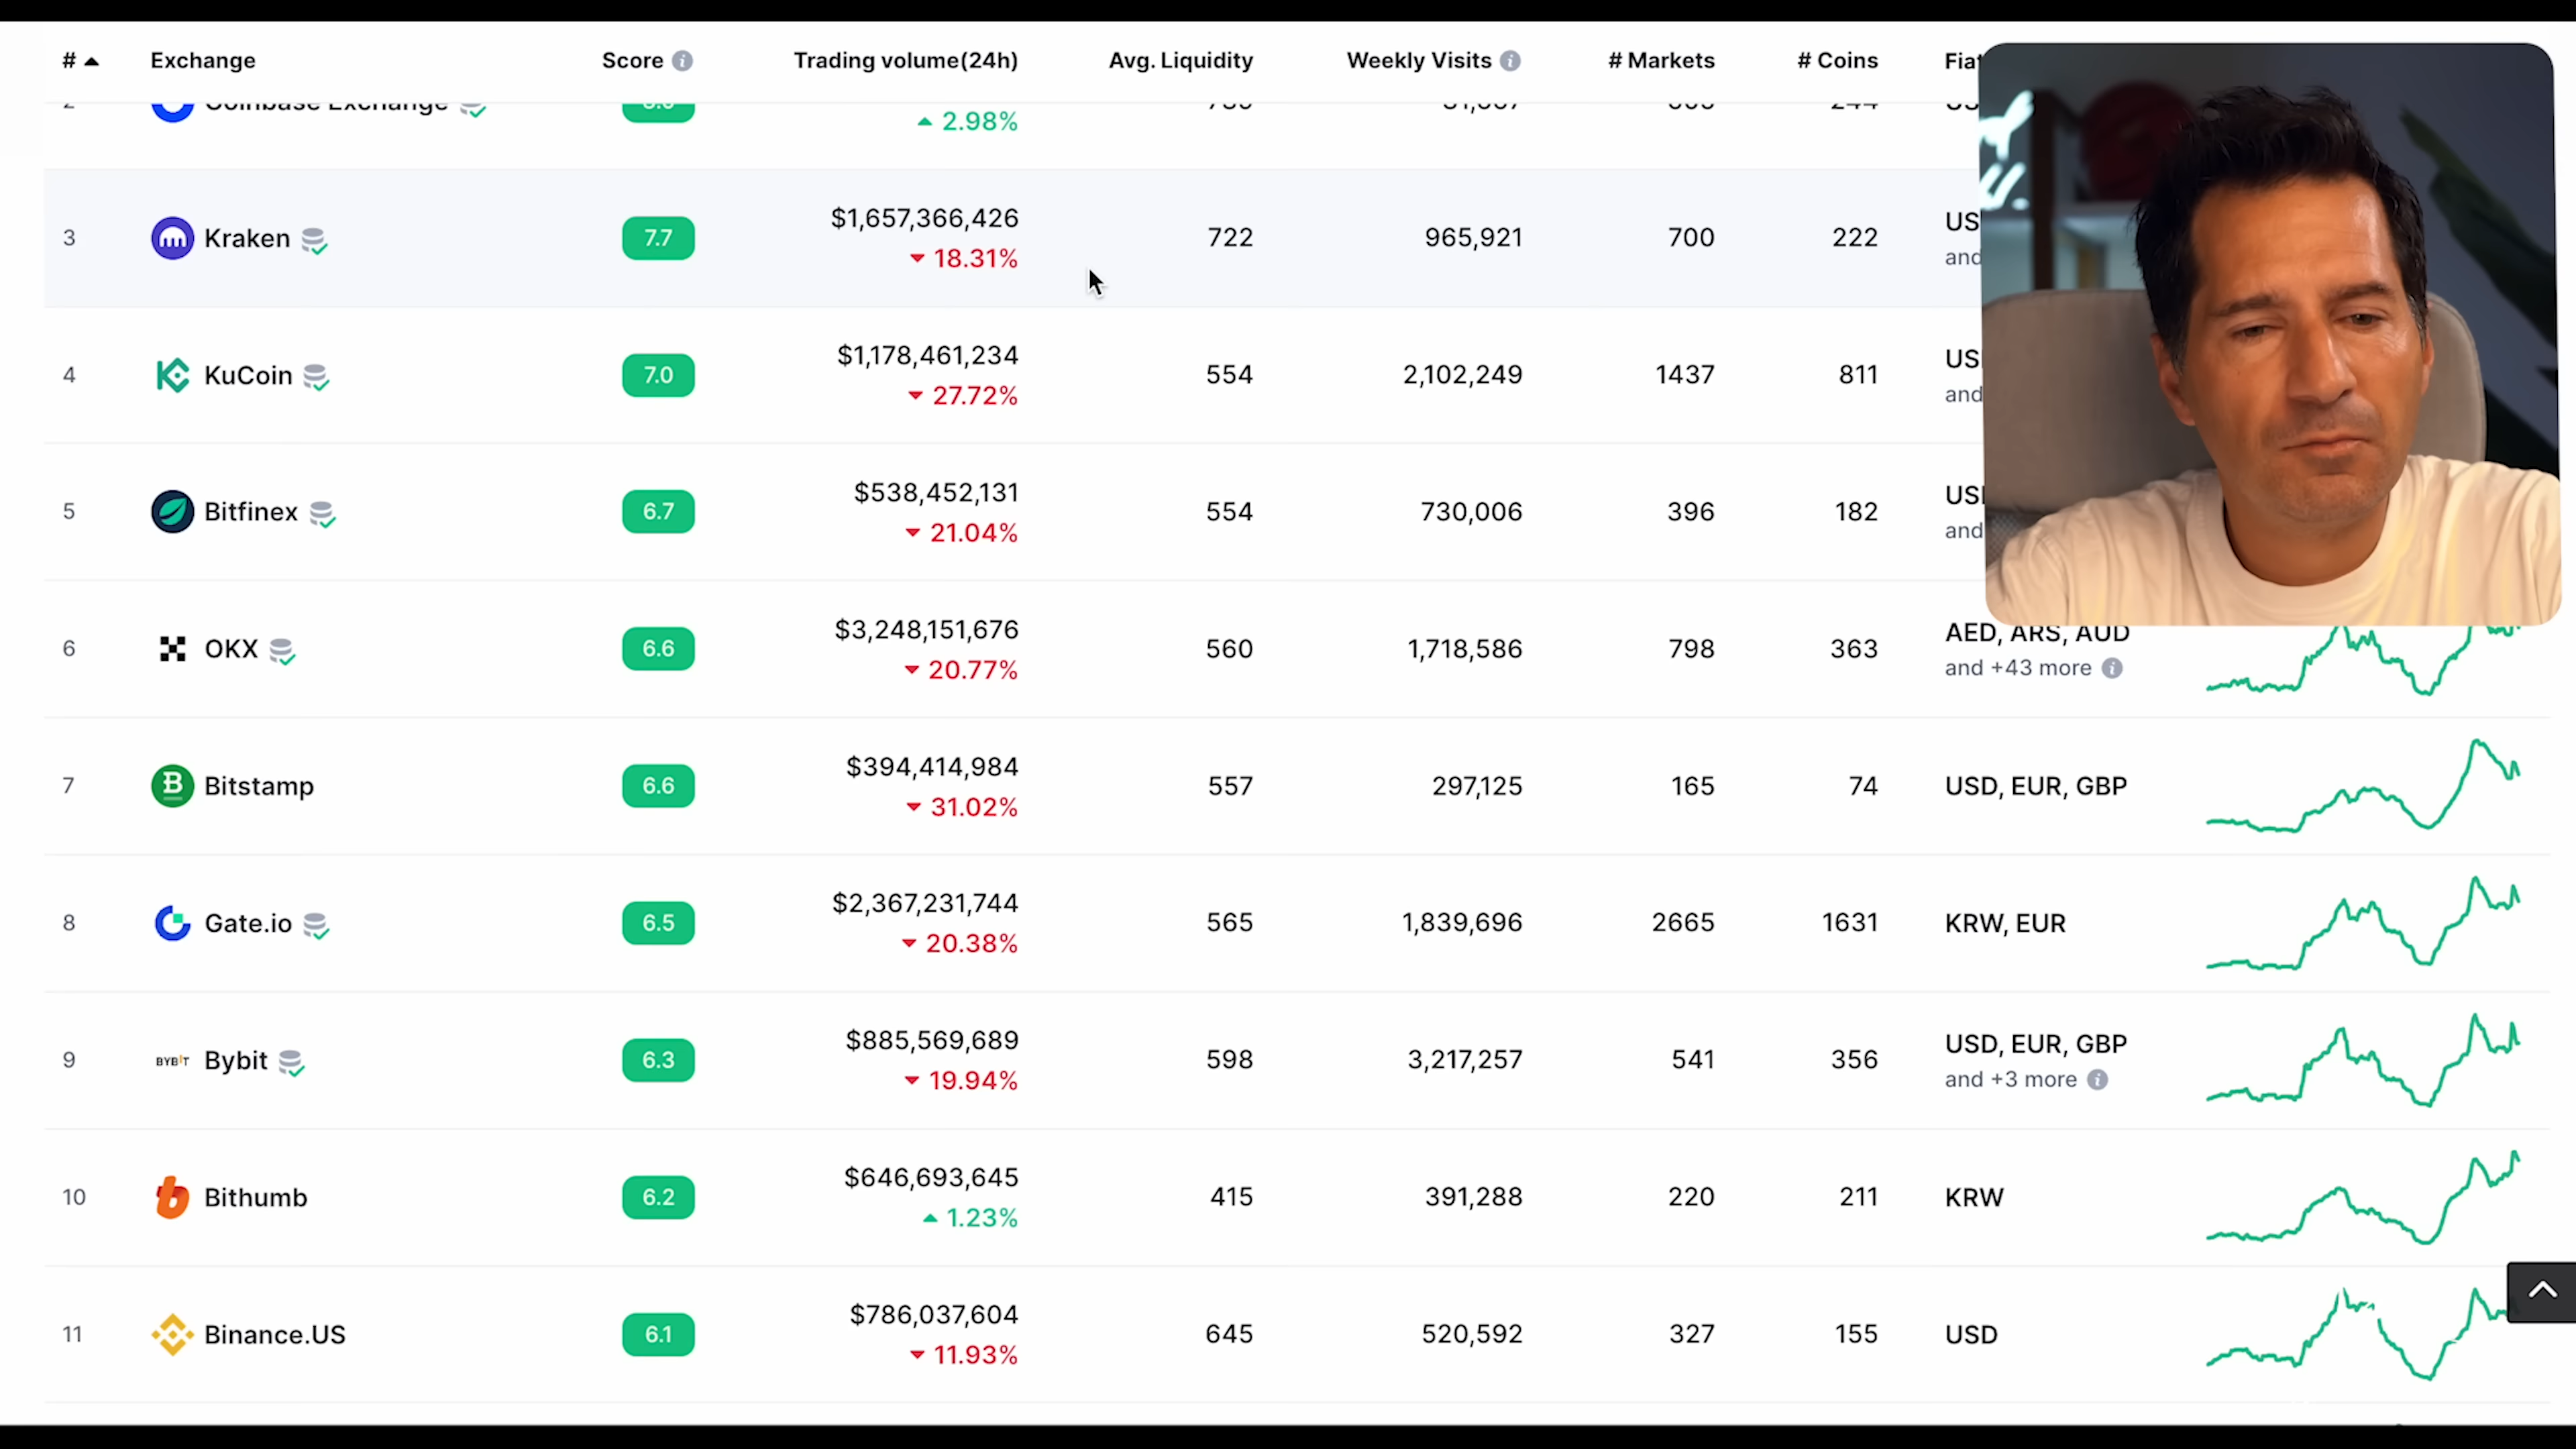 # Exchange Score Trading volume(24h) Avg. Liquidity Weekly Visits # Markets # Coins
Coinbase Exchange
2.98%
3 Kraken 7.7 $1,657,366,426 722 965,921 700 222
18.31% and
4 KuCoin 7.0 $1,178,461,234 554 2,102,249 1437 811
27.72% and
5 Bitfinex 6.7 $538,452,131 554 730,006 396 182
21.04% and
6 OKX 6.6 $3,248,151,676 560 1,718,586 798 363 AED, ARS, AUD
20.77% and +43 more
7 Bitstamp 6.6 $394,414,984 557 297,125 165 74 USD, EUR, GBP
31.02%
8 Gate.io 6.5 $2,367,231,744 565 1,839,696 2665 1631 KRW, EUR
20.38%
9 BYBIT Bybit 6.3 $885,569,689 598 3,217,257 541 356 USD, EUR, GBP
19.94% and +3 more
10 Bithumb 6.2 $646,693,645 415 391,288 220 211 KRW
1.23%
11 Binance.US 6.1 $786,037,604 645 520,592 327 155 USD
11.93%